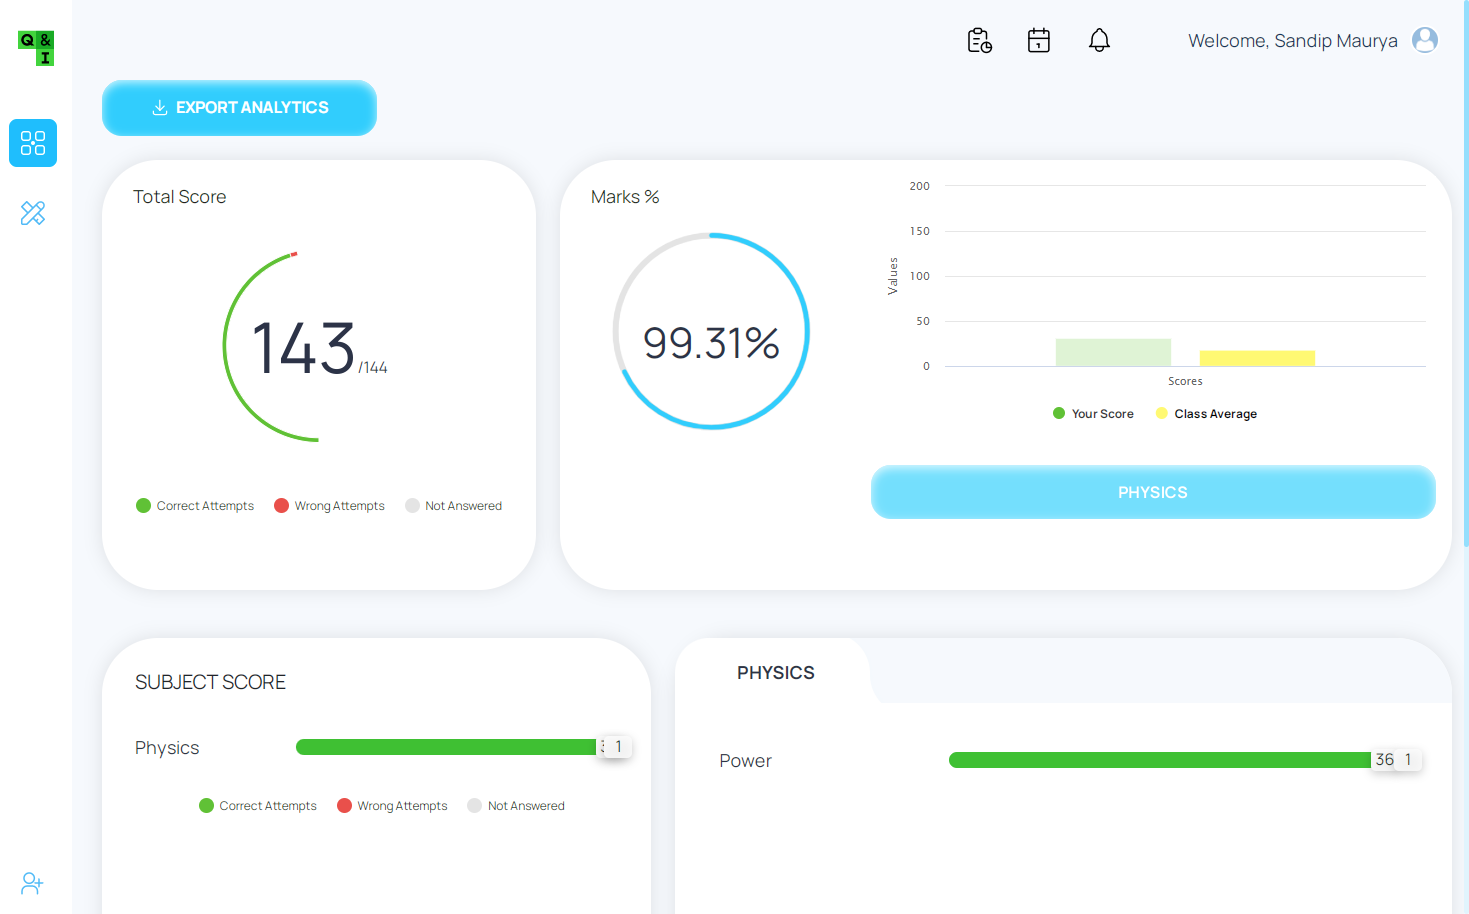 Q &
I
Welcome, Sandip Maurya
EXPORT ANALYTICS
Total Score
143/144
Correct Attempts
Wrong Attempts
Not Answered
Marks %
99.31%
200
150
100
50
0
Values
Scores
Your Score
Class Average
PHYSICS
SUBJECT SCORE
Physics
1
Correct Attempts
Wrong Attempts
Not Answered
PHYSICS
Power
36
1